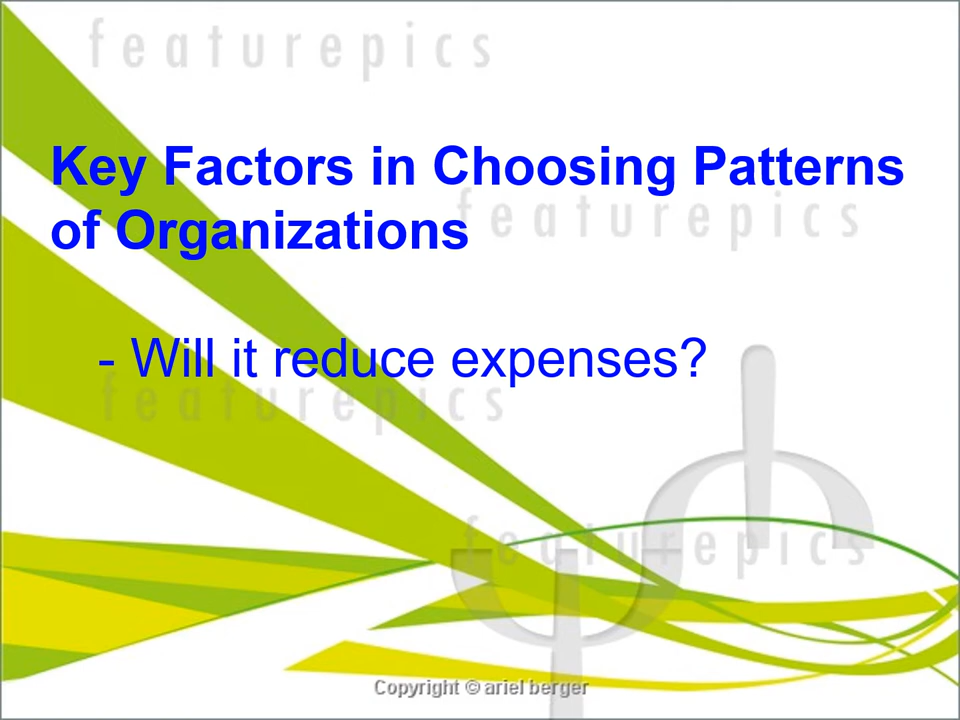 featurepics
Key Factors in Choosing Patterns
of Organizations
featurepics
- Will it reduce expenses?
featurepics
featurepics
Copyright © ariel berger